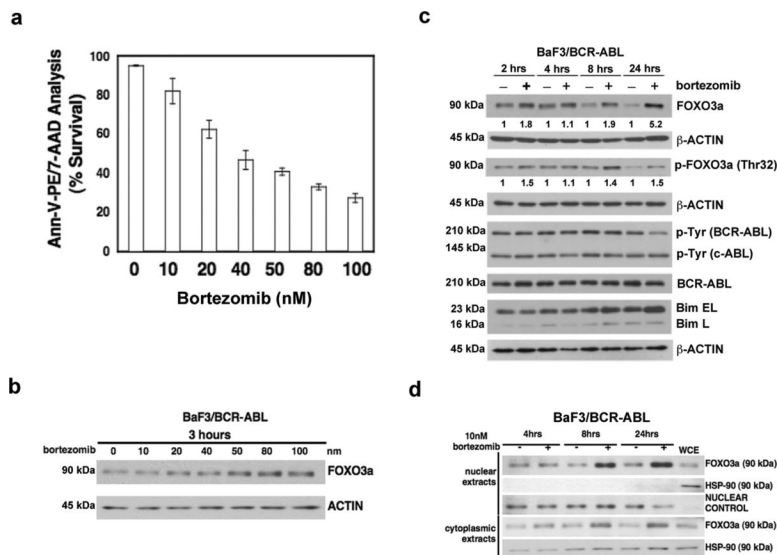 a
Ann-V-PE/7-AAD Analysis
(% Survival)
100
80
60
40
20
0
0 10 20 40 50 80 100
Bortezomib (nM)
b
BaF3/BCR-ABL
3 hours
bortezomib 0 10 20 40 50 80 100 nm
90 kDa FOXO3a
45 kDa ACTIN
c
BaF3/BCR-ABL
2 hrs 4 hrs 8 hrs 24 hrs
– + – + – + – + bortezomib
90 kDa FOXO3a
1 1.8 1 1.1 1 1.9 1 5.2
45 kDa β-ACTIN
90 kDa p-FOXO3a (Thr32)
1 1.5 1 1.1 1 1.4 1 1.5
45 kDa β-ACTIN
210 kDa p-Tyr (BCR-ABL)
145 kDa p-Tyr (c-ABL)
210 kDa BCR-ABL
23 kDa Bim EL
16 kDa Bim L
45 kDa β-ACTIN
d
BaF3/BCR-ABL
10nM 4hrs 8hrs 24hrs
bortezomib - + - + - + WCE
nuclear extracts
FOXO3a (90 kDa)
HSP-90 (90 kDa)
NUCLEAR CONTROL
cytoplasmic extracts
FOXO3a (90 kDa)
HSP-90 (90 kDa)